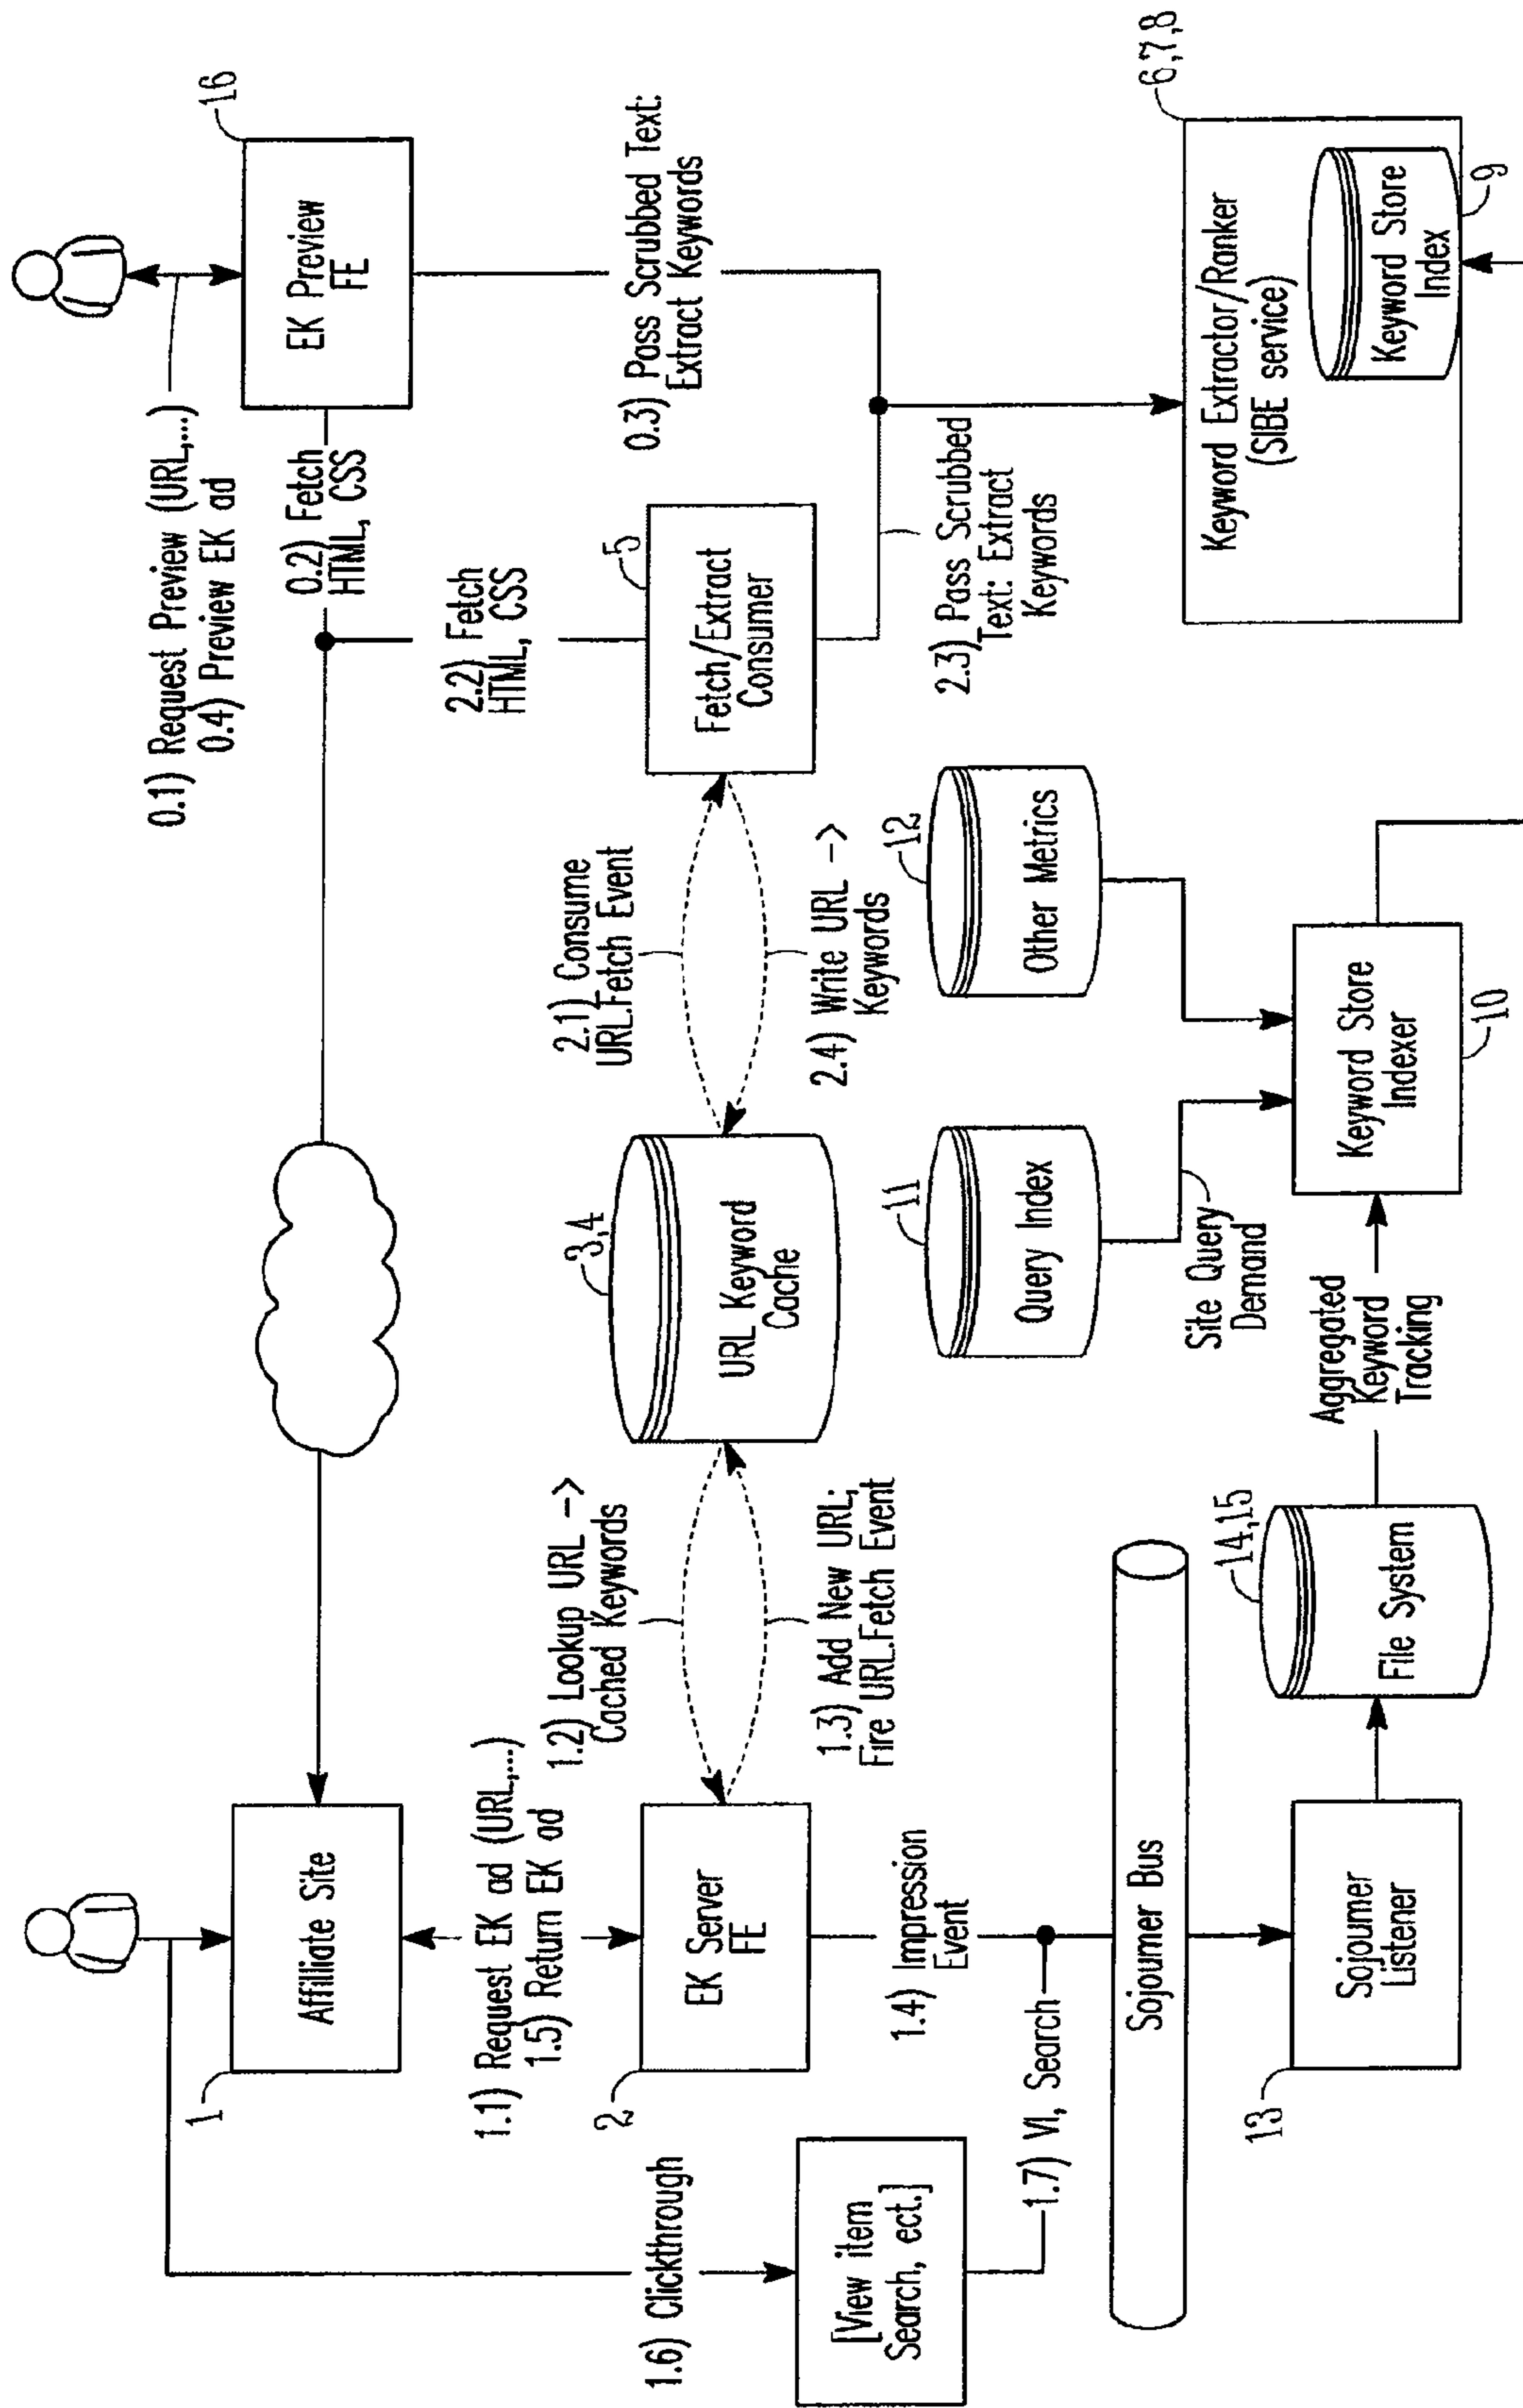 1.6) Clickthrough
[View item
Search, ect.]
1.7) VI, Search
1
Affilliate Site
1.1) Request EK ad (URL,...)
1.5) Return EK ad
2
EK Server
FE
1.4) Impression
Event
Sojoumer Bus
13
Sojoumer
Listener
1.2) Lookup URL ->
Cached Keywords
1.3) Add New URL;
Fire URL.Fetch Event
14,15
File System
Aggregated
Keyword
Tracking
3,4
URL Keyword
Cache
11
Query Index
Site Query
Demand
12
Other Metrics
Keyword Store
Indexer
10
2.1) Consume
URL.Fetch Event
2.4) Write URL ->
Keywords
0.1) Request Preview (URL,...)
0.4) Preview EK ad
0.2) Fetch
HTML, CSS
2.2) Fetch
HTML, CSS
5
Fetch/Extract
Consumer
2.3) Pass Scrubbed
Text: Extract
Keywords
16
EK Preview
FE
0.3) Pass Scrubbed Text:
Extract Keywords
6,7,8
Keyword Extractor/Ranker
(SIBE service)
Keyword Store
Index
9